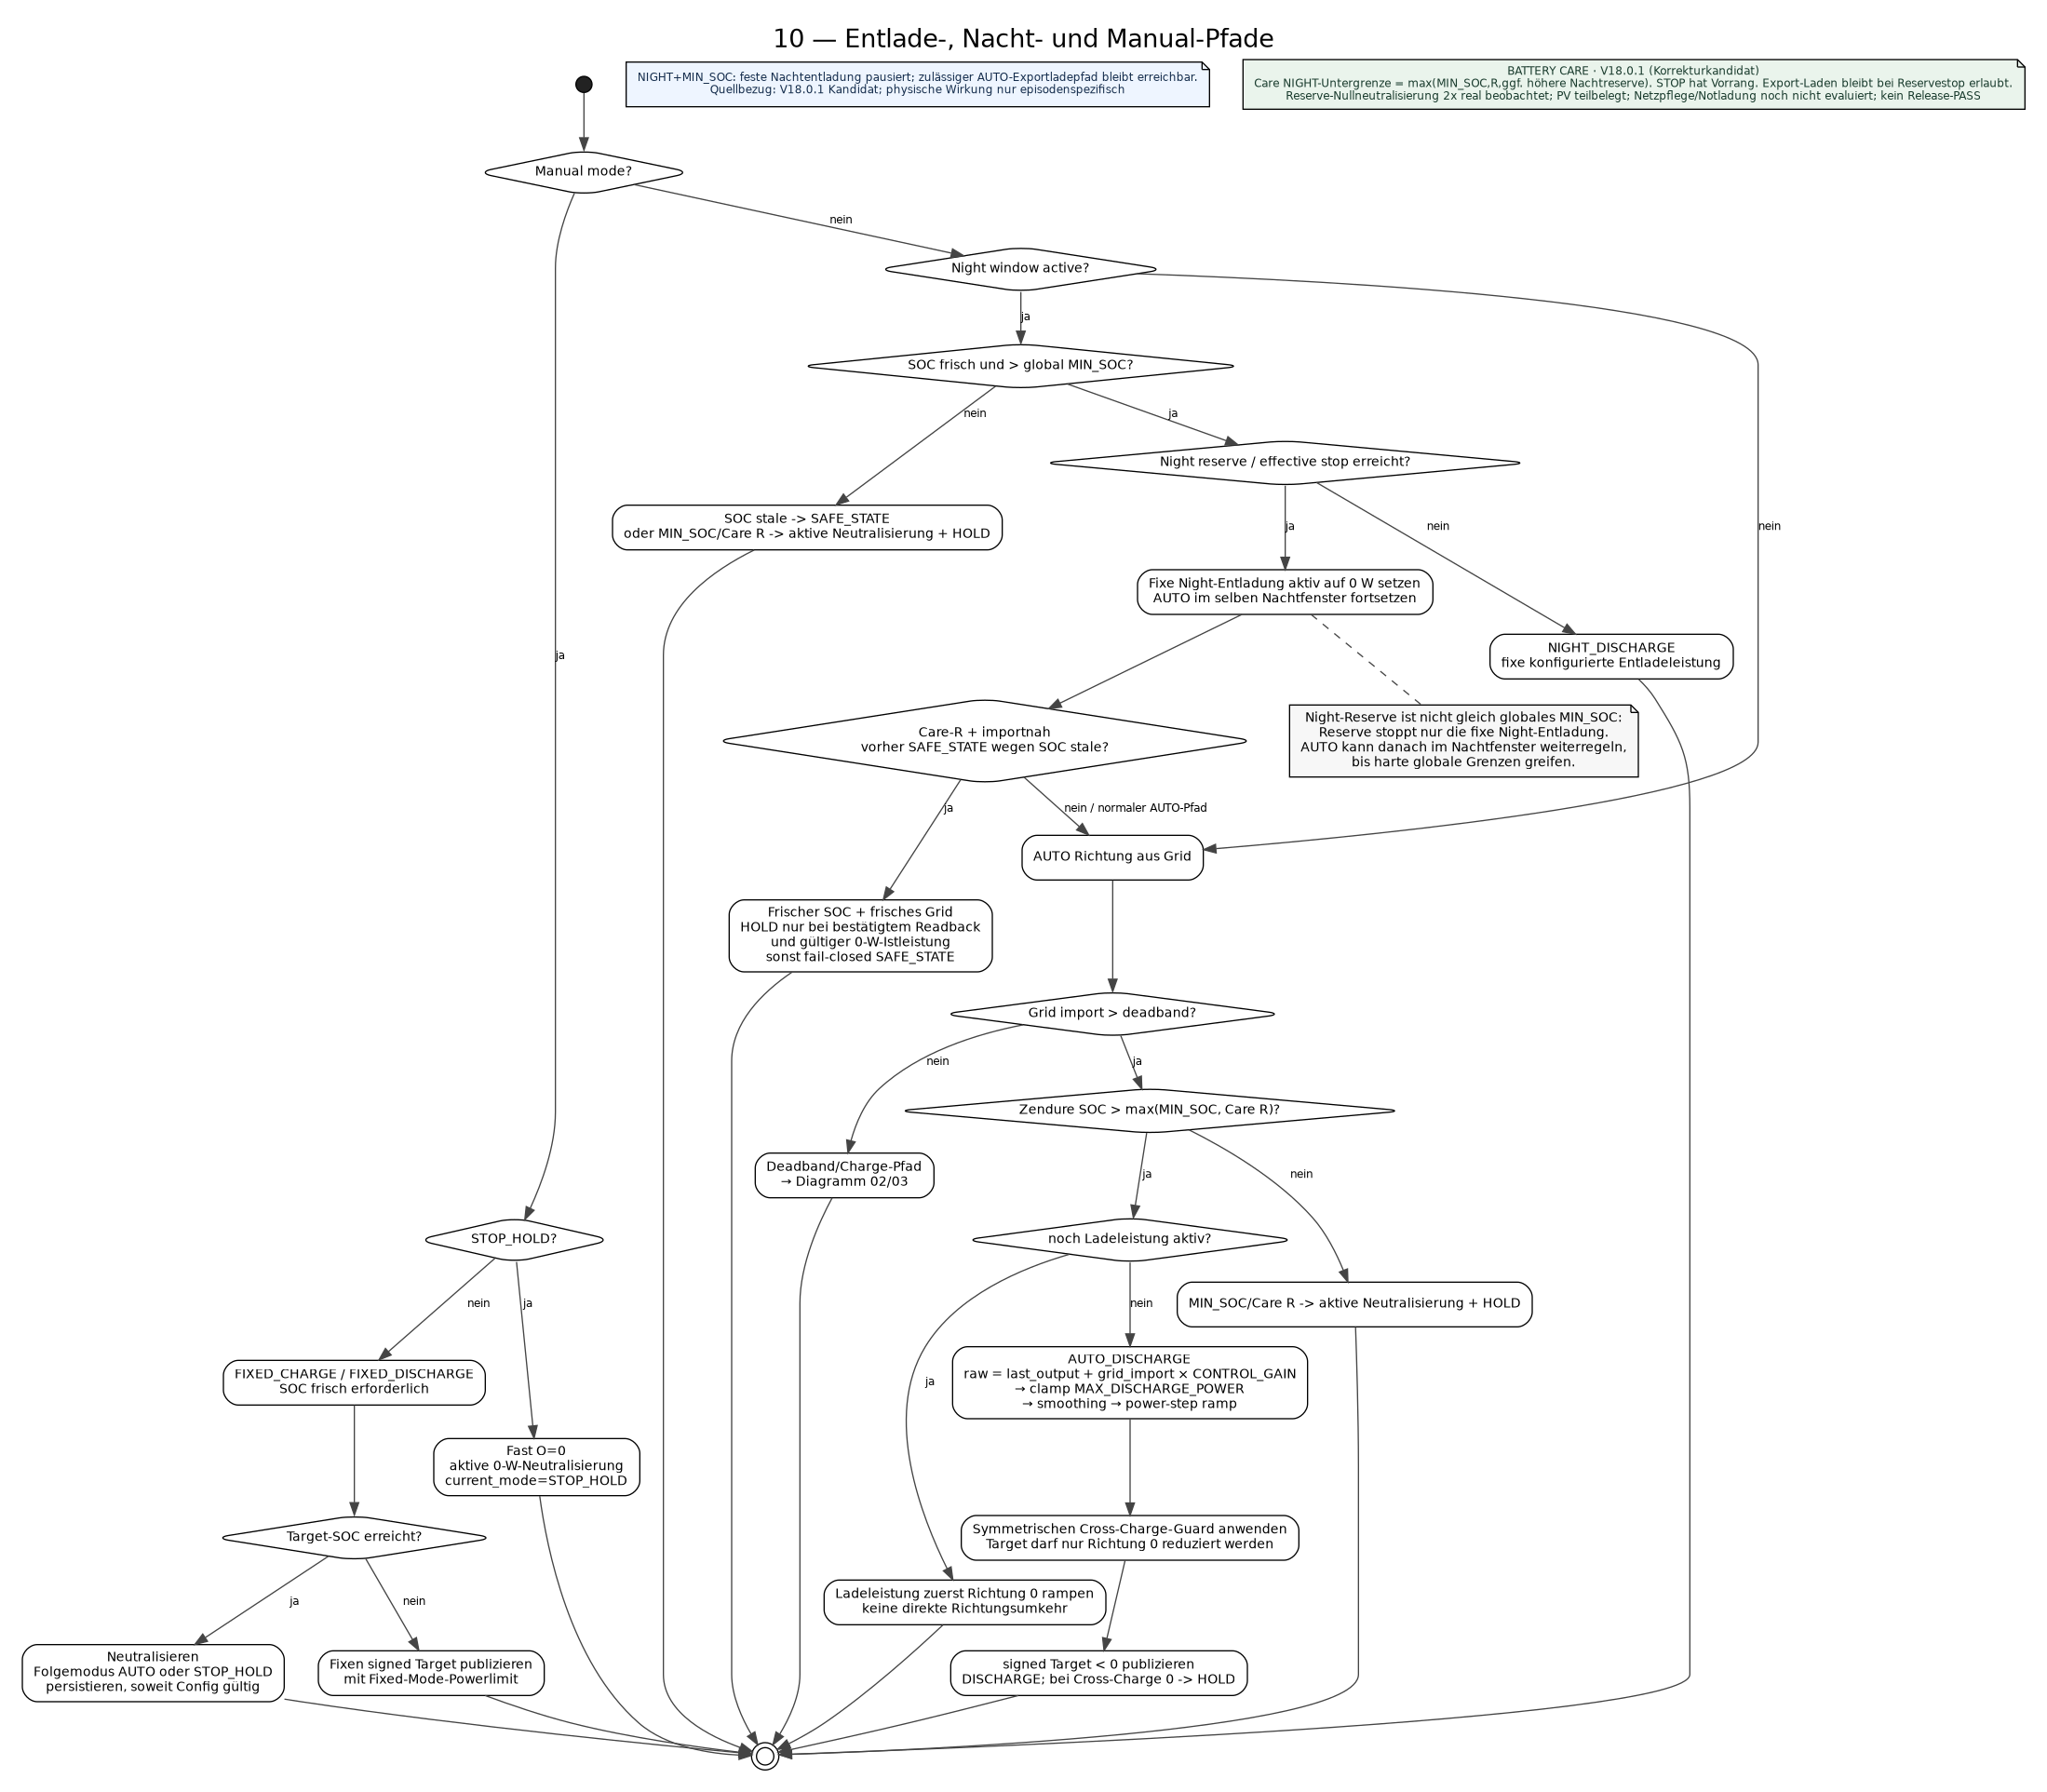 10 — Entlade-, Nacht- und Manual-Pfade
NIGHT+MIN_SOC: feste Nachtentladung pausiert; zulässiger AUTO-Exportladepfad bleibt erreichbar.
Quellbezug: V18.0.1 Kandidat; physische Wirkung nur episodenspezifisch
BATTERY CARE · V18.0.1 (Korrekturkandidat)
Care NIGHT-Untergrenze = max(MIN_SOC,R,ggf. höhere Nachtreserve). STOP hat Vorrang. Export-Laden bleibt bei Reservestop erlaubt.
Reserve-Nullneutralisierung 2x real beobachtet; PV teilbelegt; Netzpflege/Notladung noch nicht evaluiert; kein Release-PASS
Manual mode?
nein
Night window active?
ja
SOC frisch und > global MIN_SOC?
nein
ja
Night reserve / effective stop erreicht?
SOC stale -> SAFE_STATE
oder MIN_SOC/Care R -> aktive Neutralisierung + HOLD
ja
nein
nein
Fixe Night-Entladung aktiv auf 0 W setzen
AUTO im selben Nachtfenster fortsetzen
ja
NIGHT_DISCHARGE
fixe konfigurierte Entladeleistung
Night-Reserve ist nicht gleich globales MIN_SOC:
Reserve stoppt nur die fixe Night-Entladung.
AUTO kann danach im Nachtfenster weiterregeln,
bis harte globale Grenzen greifen.
Care-R + importnah
vorher SAFE_STATE wegen SOC stale?
ja
nein / normaler AUTO-Pfad
AUTO Richtung aus Grid
Frischer SOC + frisches Grid
HOLD nur bei bestätigtem Readback
und gültiger 0-W-Istleistung
sonst fail-closed SAFE_STATE
Grid import > deadband?
nein
ja
Zendure SOC > max(MIN_SOC, Care R)?
Deadband/Charge-Pfad
→ Diagramm 02/03
ja
nein
STOP_HOLD?
noch Ladeleistung aktiv?
nein
ja
nein
MIN_SOC/Care R -> aktive Neutralisierung + HOLD
FIXED_CHARGE / FIXED_DISCHARGE
SOC frisch erforderlich
ja
AUTO_DISCHARGE
raw = last_output + grid_import × CONTROL_GAIN
→ clamp MAX_DISCHARGE_POWER
→ smoothing → power-step ramp
Fast O=0
aktive 0-W-Neutralisierung
current_mode=STOP_HOLD
Target-SOC erreicht?
Symmetrischen Cross-Charge-Guard anwenden
Target darf nur Richtung 0 reduziert werden
ja
nein
Ladeleistung zuerst Richtung 0 rampen
keine direkte Richtungsumkehr
Neutralisieren
Folgemodus AUTO oder STOP_HOLD
persistieren, soweit Config gültig
Fixen signed Target publizieren
mit Fixed-Mode-Powerlimit
signed Target < 0 publizieren
DISCHARGE; bei Cross-Charge 0 -> HOLD